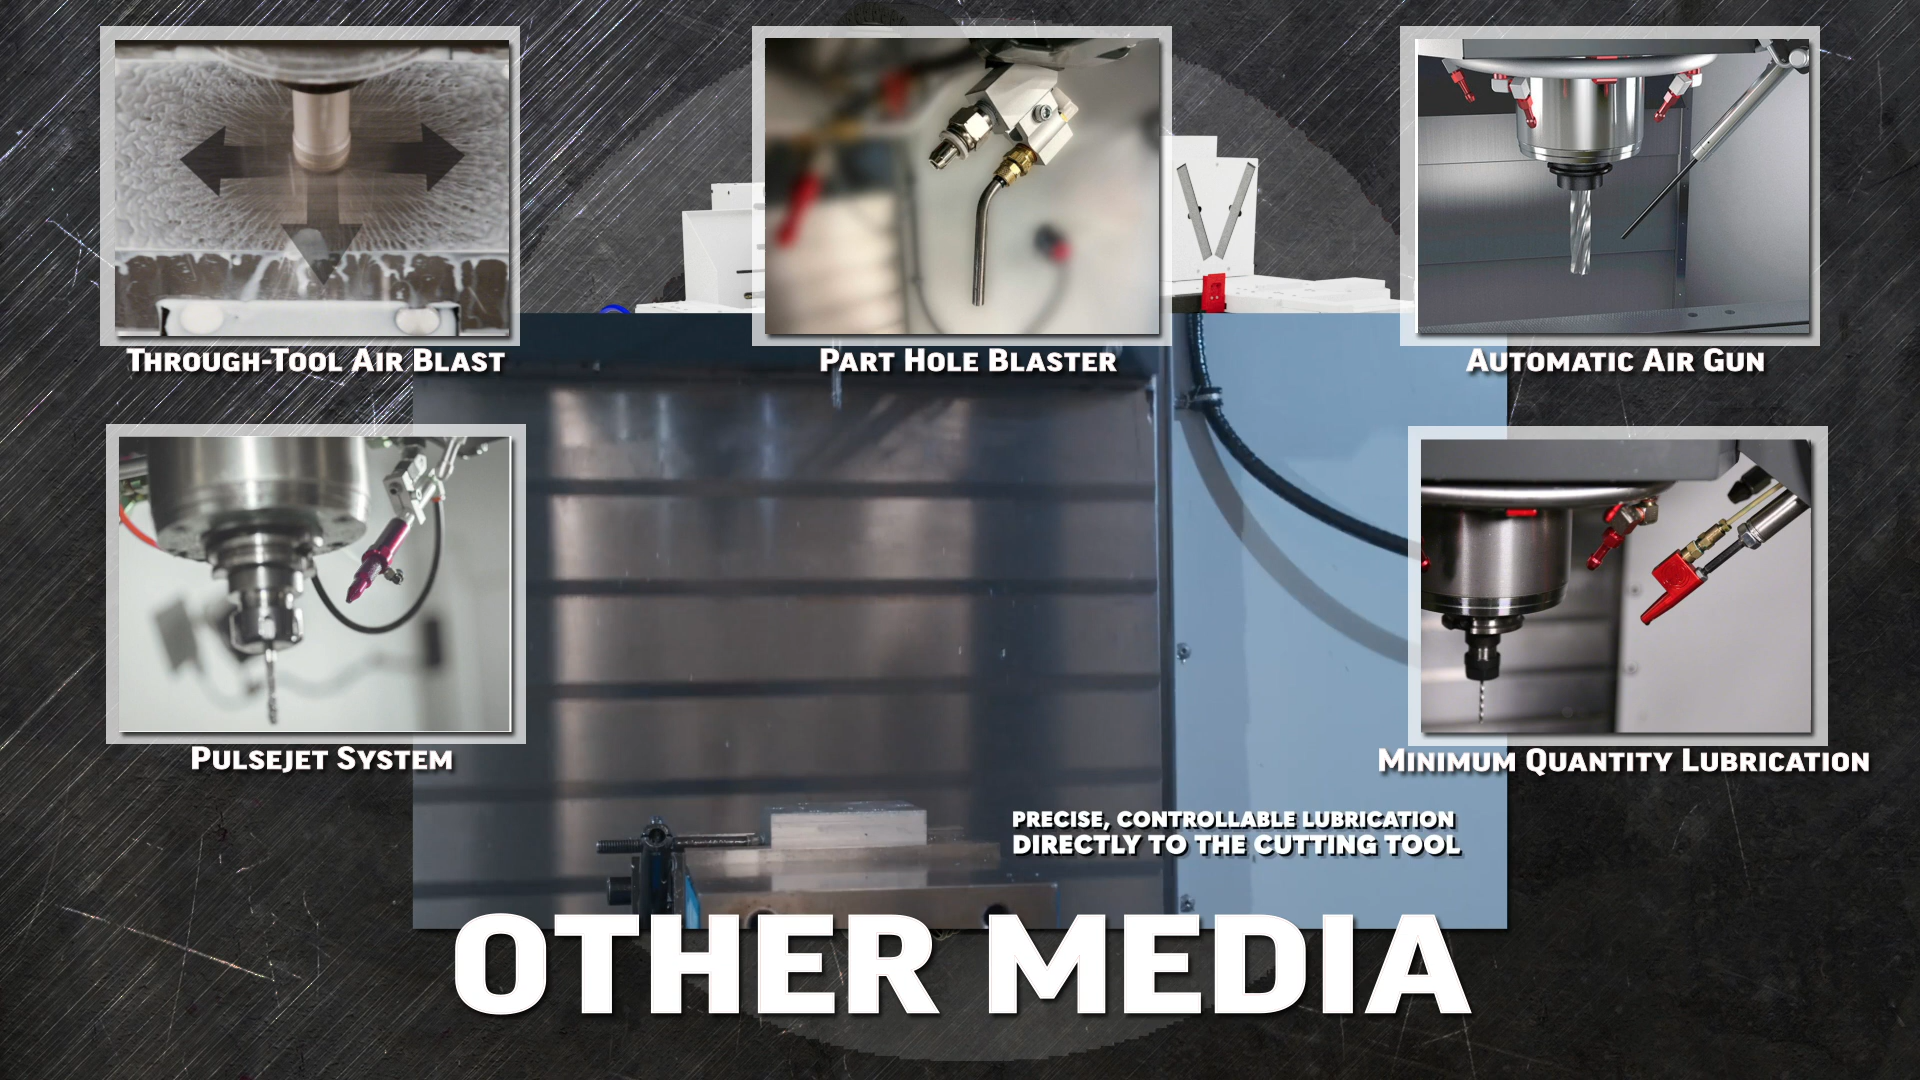 THROUGH-TOOL AIR BLAST
PART HOLE BLASTER
AUTOMATIC AIR GUN
PULSEJET SYSTEM
MINIMUM QUANTITY LUBRICATION
PRECISE, CONTROLLABLE LUBRICATION
DIRECTLY TO THE CUTTING TOOL
OTHER MEDIA